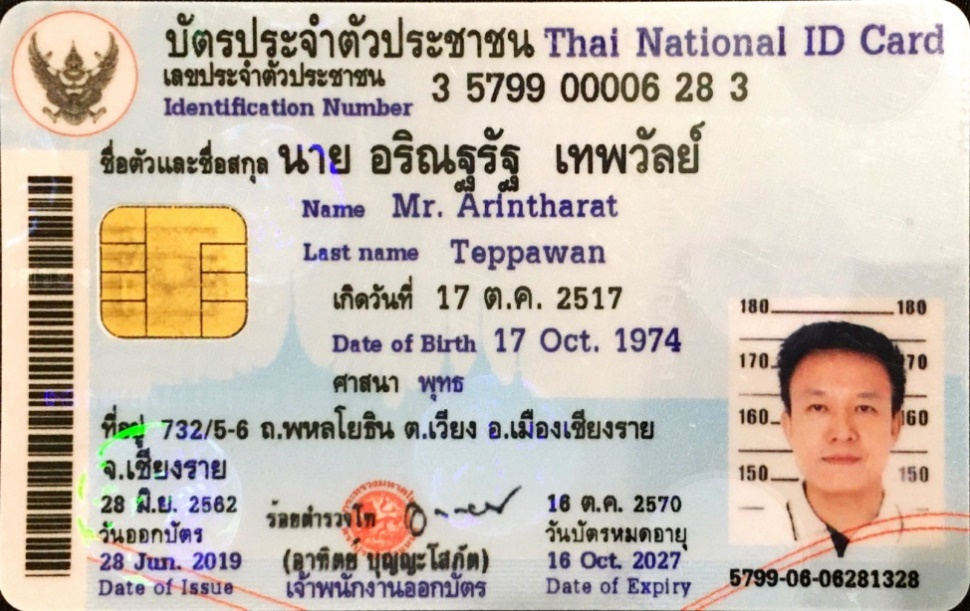 บัตรประจำตัวประชาชน Thai National ID Card
เลขประจำตัวประชาชน
Identification Number 3 5799 00006 28 3
ชื่อตัวและชื่อสกุล นาย อริณฐรัฐ เทพวัลย์
Name Mr. Arintharat
Last name Teppawan
เกิดวันที่ 17 ต.ค. 2517
Date of Birth 17 Oct. 1974
ศาสนา พุทธ
ที่อยู่ 732/5-6 ถ.พหลโยธิน ต.เวียง อ.เมืองเชียงราย
จ.เชียงราย
28 มิ.ย. 2562
วันออกบัตร
28 Jun. 2019
Date of Issue
ร้อยตำรวจโท
(อาทิตย์ บุญญะโสภัต)
เจ้าพนักงานออกบัตร
16 ต.ค. 2570
วันบัตรหมดอายุ
16 Oct. 2027
Date of Expiry
180 180
170 170
160 160
150 150
5799-06-06281328